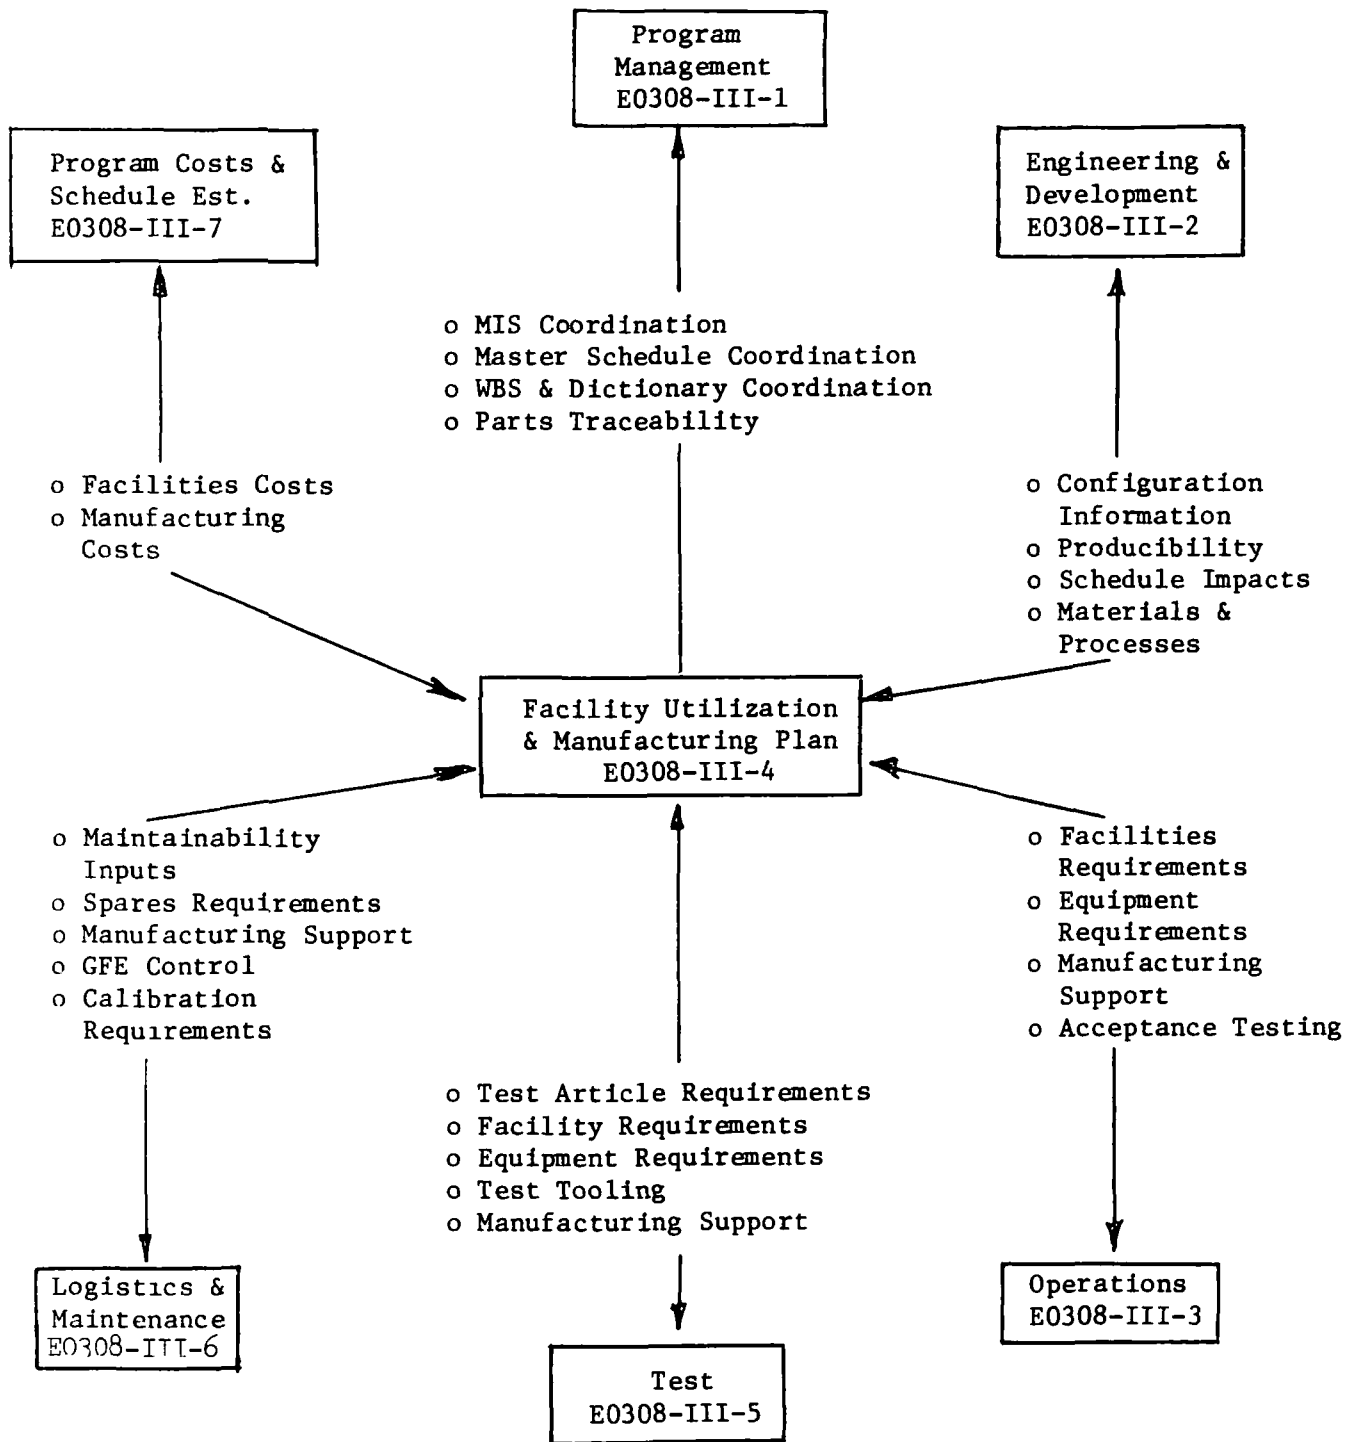 Program
Management
E0308-III-1
Program Costs &
Schedule Est.
E0308-III-7
Engineering &
Development
E0308-III-2
o MIS Coordination
o Master Schedule Coordination
o WBS & Dictionary Coordination
o Parts Traceability
o Facilities Costs
o Manufacturing
Costs
o Configuration
Information
o Producibility
o Schedule Impacts
o Materials &
Processes
Facility Utilization
& Manufacturing Plan
E0308-III-4
o Maintainability
Inputs
o Spares Requirements
o Manufacturing Support
o GFE Control
o Calibration
Requirements
o Facilities
Requirements
o Equipment
Requirements
o Manufacturing
Support
o Acceptance Testing
o Test Article Requirements
o Facility Requirements
o Equipment Requirements
o Test Tooling
o Manufacturing Support
Logistics &
Maintenance
E0308-III-6
Operations
E0308-III-3
Test
E0308-III-5